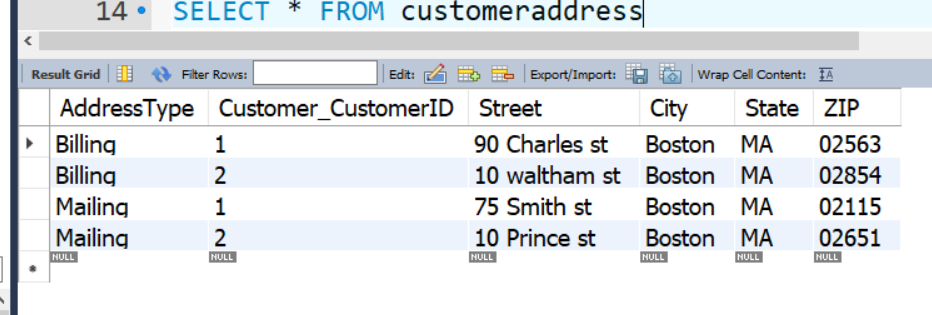 14 SELECT * FROM customeraddress
Result Grid Filter Rows: Edit: Export/Import: Wrap Cell Content: IA
AddressType Customer_CustomerID Street City State ZIP
Billing 1 90 Charles st Boston MA 02563
Billing 2 10 waltham st Boston MA 02854
Mailing 1 75 Smith st Boston MA 02115
Mailing 2 10 Prince st Boston MA 02651
NULL NULL NULL NULL NULL NULL